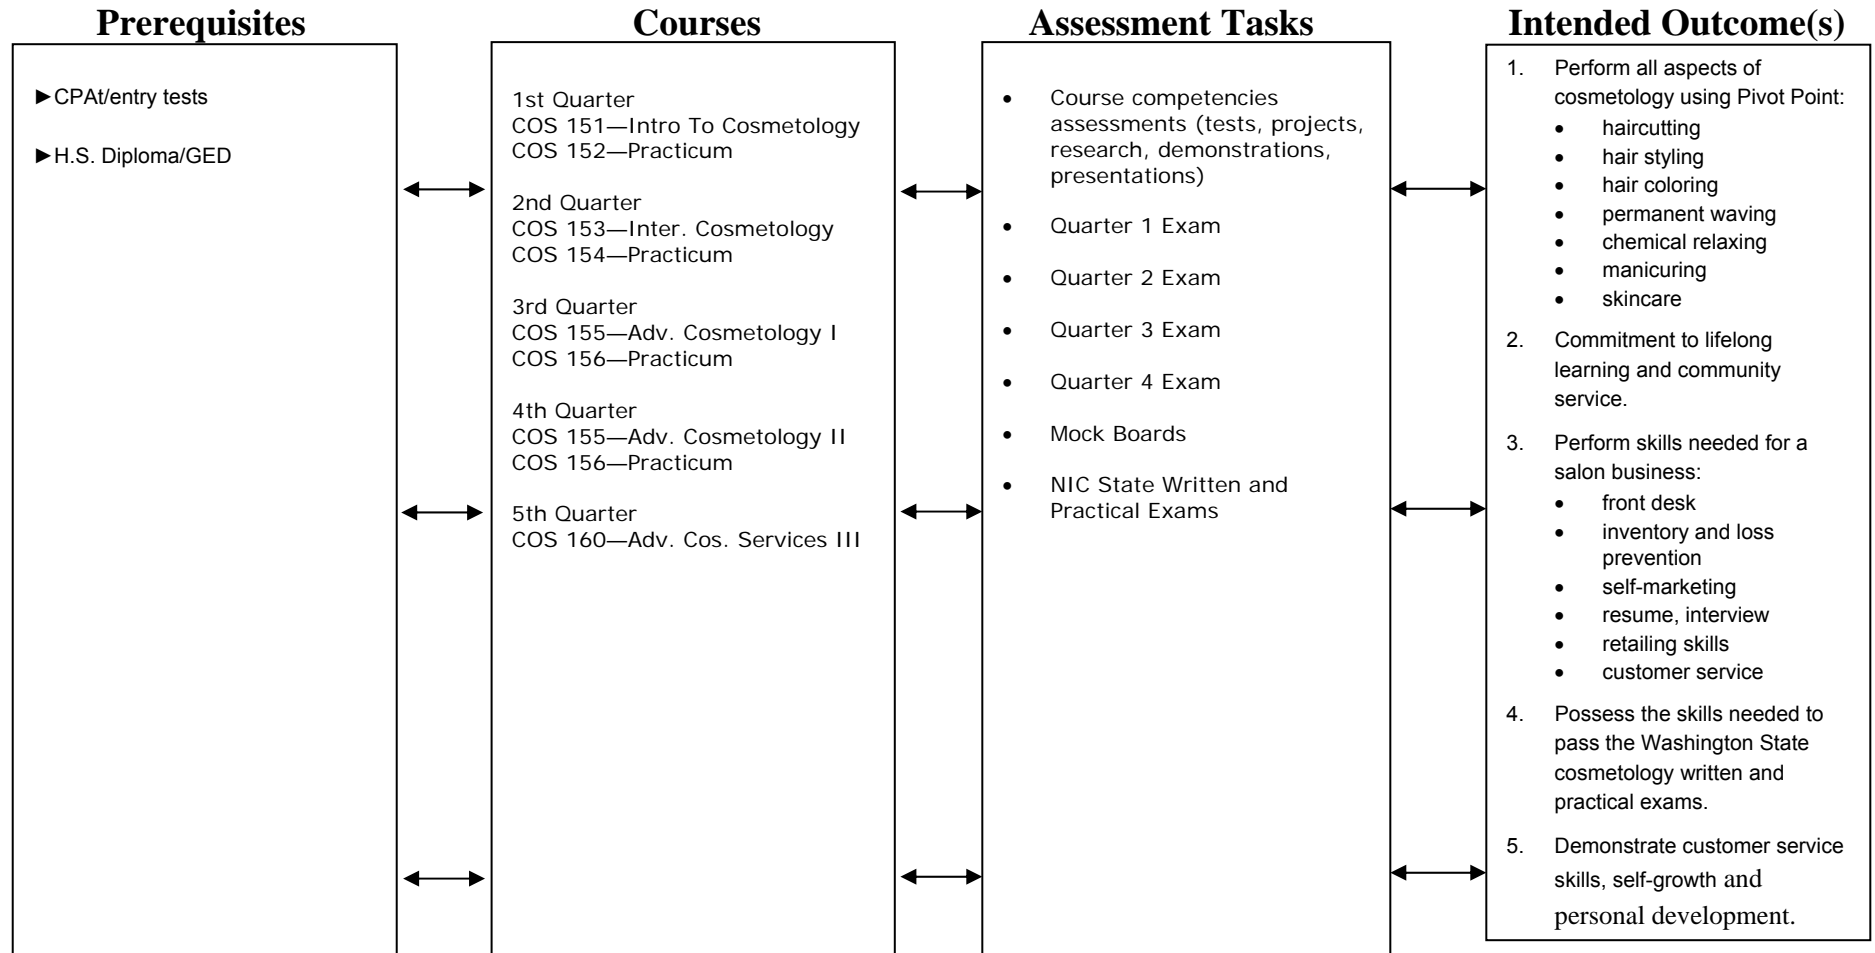 Prerequisites
►CPAt/entry tests
►H.S. Diploma/GED
Courses
1st Quarter
COS 151—Intro To Cosmetology
COS 152—Practicum
2nd Quarter
COS 153—Inter. Cosmetology
COS 154—Practicum
3rd Quarter
COS 155—Adv. Cosmetology I
COS 156—Practicum
4th Quarter
COS 155—Adv. Cosmetology II
COS 156—Practicum
5th Quarter
COS 160—Adv. Cos. Services III
Assessment Tasks
• Course competencies
assessments (tests, projects,
research, demonstrations,
presentations)
• Quarter 1 Exam
• Quarter 2 Exam
• Quarter 3 Exam
• Quarter 4 Exam
• Mock Boards
• NIC State Written and
Practical Exams
Intended Outcome(s)
1. Perform all aspects of
cosmetology using Pivot Point:
• haircutting
• hair styling
• hair coloring
• permanent waving
• chemical relaxing
• manicuring
• skincare
2. Commitment to lifelong
learning and community
service.
3. Perform skills needed for a
salon business:
• front desk
• inventory and loss
prevention
• self-marketing
• resume, interview
• retailing skills
• customer service
4. Possess the skills needed to
pass the Washington State
cosmetology written and
practical exams.
5. Demonstrate customer service
skills, self-growth and
personal development.